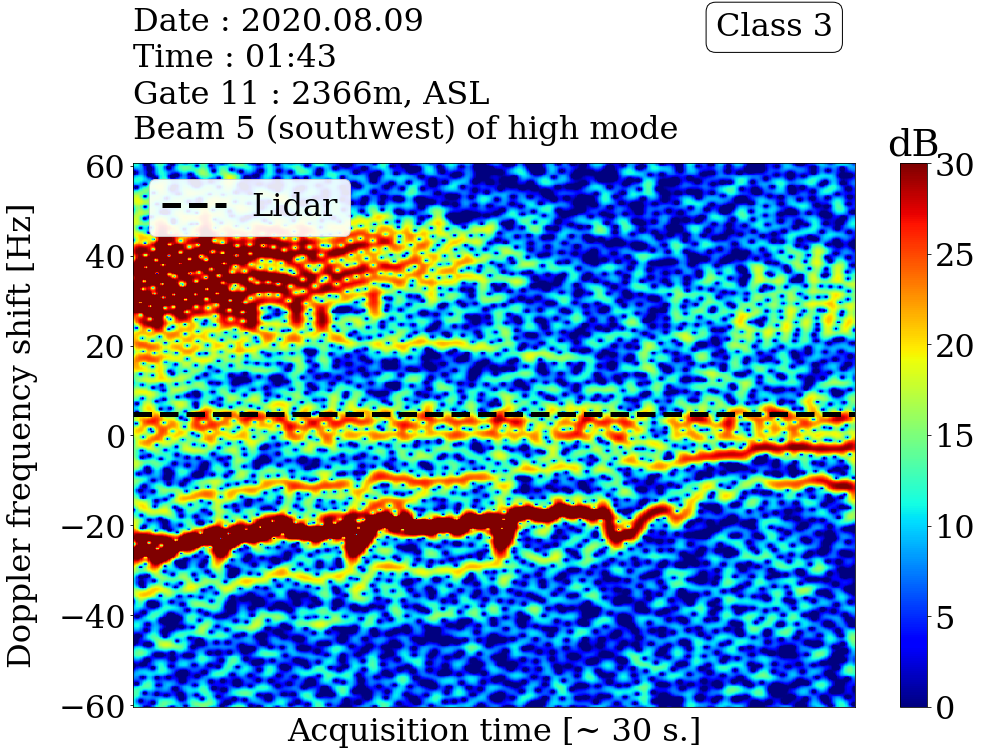 Date : 2020.08.09
Time : 01:43
Gate 11 : 2366m, ASL
Beam 5 (southwest) of high mode
Class 3
dB
Lidar
Doppler frequency shift [Hz]
60
40
20
0
−20
−40
−60
30
25
20
15
10
5
0
Acquisition time [~ 30 s.]